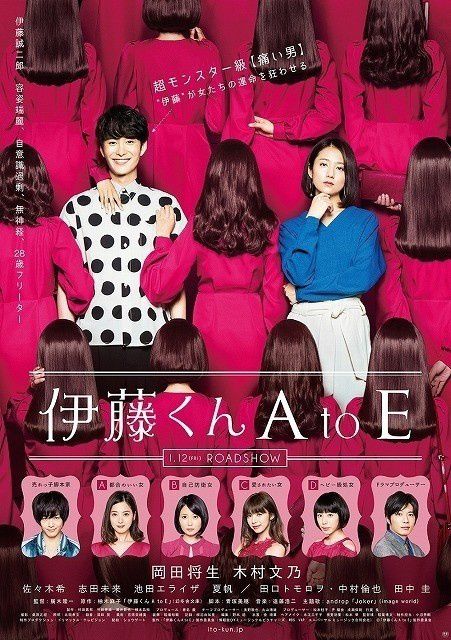 超モンスター級【痛い男】
"伊藤"が女たちの運命を狂わせる
伊藤誠二郎 容姿端麗、自意識過剰、無神経、28歳フリーター
伊藤くん A to E
1.12(FRI) ROADSHOW
売れっ子脚本家
A 都合のいい女
B 自己防衛女
C 愛されたい女
D ヘビー級処女
ドラマプロデューサー
岡田将生 木村文乃
佐々木希 志田未来 池田エライザ 夏帆 / 田口トモロヲ・中村倫也 田中圭
ito-kun.jp